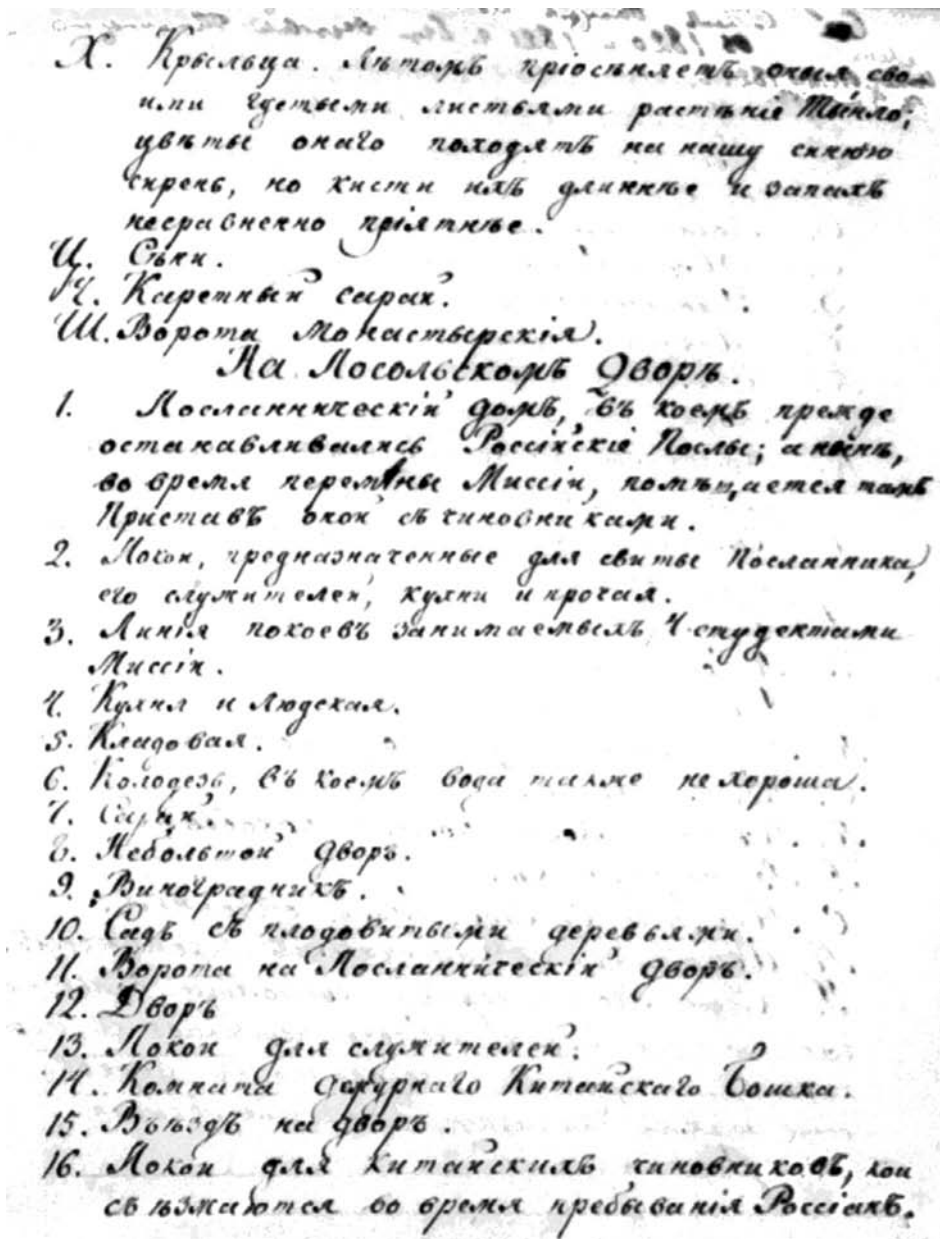 Х. Крыльца. Лѣтомъ пріосѣняетъ оныя сво
ими густыми листьями растѣніе Тынло;
цвѣты онаго походятъ на нашу синюю
сирень, но кисти ихъ длиннѣе и запахъ
несравненно пріятнѣе.
Ц. Сѣни.
Ч. Каретный сарай.
Ш. Ворота Монастырскія.
На Посольскомъ Дворѣ.
1. Посланническій домъ, въ коемъ прежде
останавливались Россійскіе Послы; а нынѣ,
во время перемѣны Миссіи, помѣщается тамъ
Приставъ оной съ чиновниками.
2. Покои, предназначенные для свиты Посланника,
его служителей, кухни и прочая.
3. Линія покоевъ занимаемыхъ 4 студентами
Миссіи.
4. Кухня и людская.
5. Кладовая.
6. Колодезь, въ коемъ вода также не хороша.
7. Сарай.
8. Небольшой дворъ.
9. Виноградникъ.
10. Садъ съ плодовитыми деревьями.
11. Ворота на Посланническій дворъ.
12. Дворъ
13. Покои для служителей.
14. Комната дежурнаго Китайскаго Бошка.
15. Въѣздъ на дворъ.
16. Покои для Китайскихъ чиновниковъ, кои
съѣзжаются во время пребыванія Россіянъ.